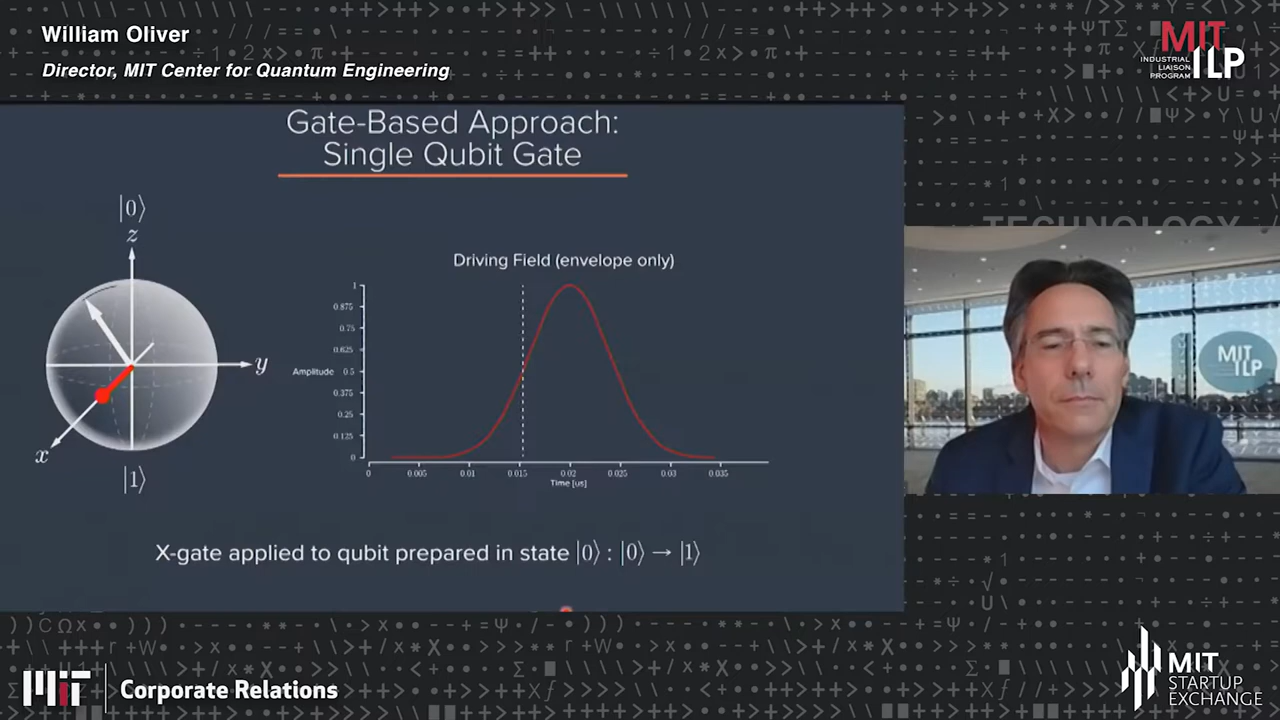 William Oliver
Director, MIT Center for Quantum Engineering
MIT
INDUSTRIAL
LIAISON
PROGRAM
ILP
TECHNOLOGY
Gate-Based Approach:
Single Qubit Gate
|0⟩
z
y
x
|1⟩
Driving Field (envelope only)
1
0.875
0.75
0.625
Amplitude 0.5
0.375
0.25
0.125
0
0 0.005 0.01 0.015 0.02 0.025 0.03 0.035
Time [us]
X-gate applied to qubit prepared in state |0⟩ : |0⟩ → |1⟩
MIT
ILP
MIT Corporate Relations
MIT
STARTUP
EXCHANGE